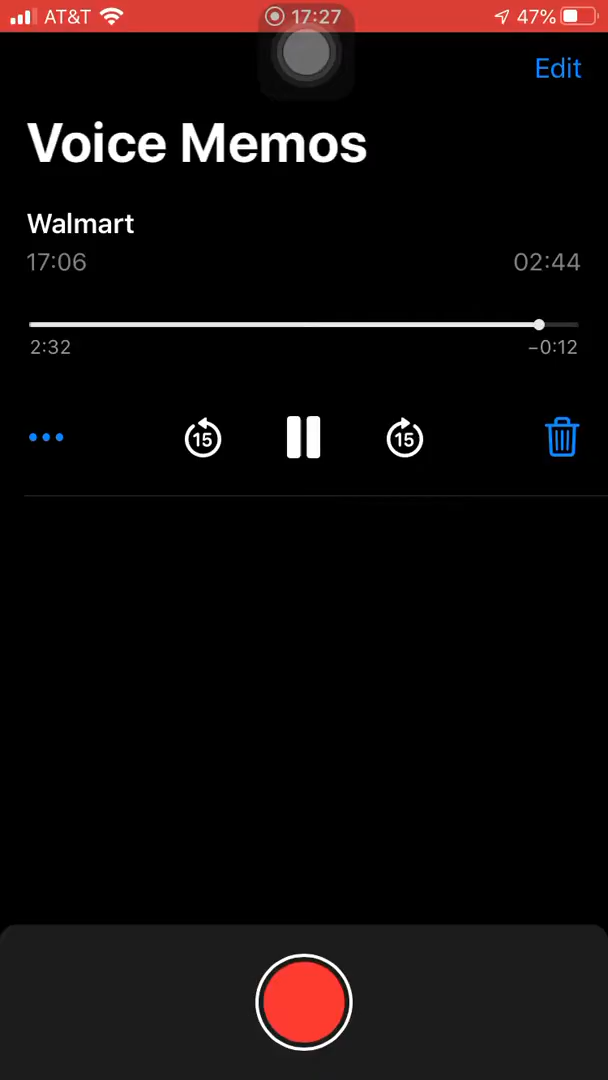 AT&T 17:27 47%
Edit
Voice Memos
Walmart
17:06 02:44
2:32 −0:12
15 15